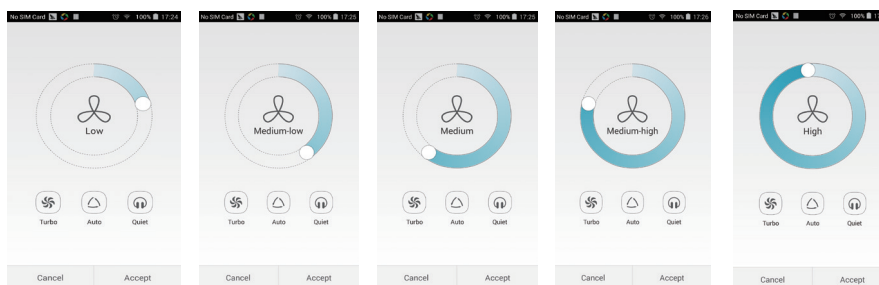 No SIM Card 100% 17:24
Low
Turbo Auto Quiet
Cancel Accept
No SIM Card 100% 17:25
Medium-low
Turbo Auto Quiet
Cancel Accept
No SIM Card 100% 17:25
Medium
Turbo Auto Quiet
Cancel Accept
No SIM Card 100% 17:26
Medium-high
Turbo Auto Quiet
Cancel Accept
No SIM Card 100%
High
Turbo Auto Quiet
Cancel Accept